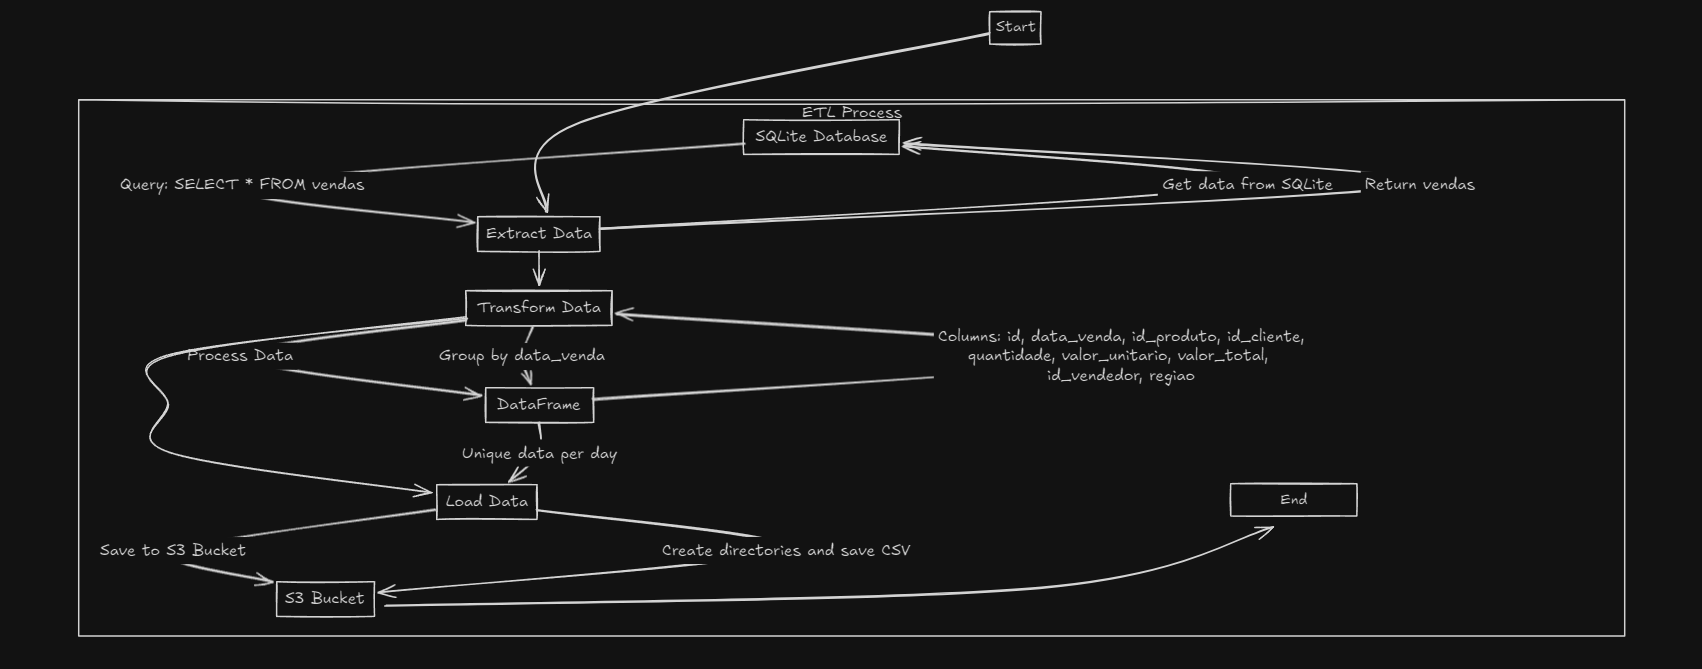 Start
ETL Process
SQLite Database
Query: SELECT * FROM vendas
Get data from SQLite
Return vendas
Extract Data
Transform Data
Process Data
Group by data_venda
Columns: id, data_venda, id_produto, id_cliente,
quantidade, valor_unitario, valor_total,
id_vendedor, regiao
DataFrame
Unique data per day
Load Data
End
Save to S3 Bucket
Create directories and save CSV
S3 Bucket